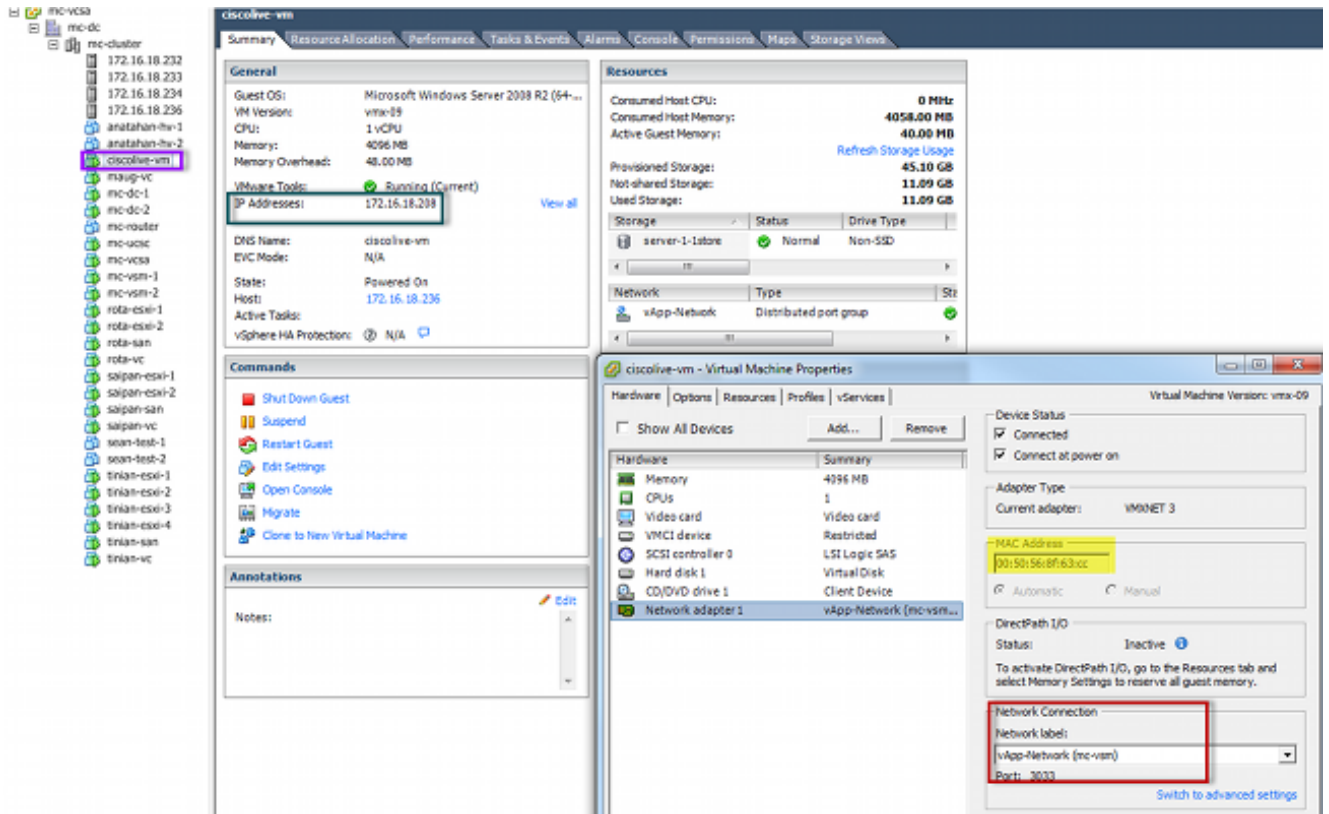 mc-vcsa
mc-dc
mc-cluster
172.16.18.232
172.16.18.233
172.16.18.234
172.16.18.236
anatahan-hv-1
anatahan-hv-2
ciscolive-vm
maug-vc
mc-dc-1
mc-dc-2
mc-router
mc-ucsc
mc-vcsa
mc-vsm-1
mc-vsm-2
rota-esxi-1
rota-esxi-2
rota-san
rota-vc
saipan-esxi-1
saipan-esxi-2
saipan-san
saipan-vc
sean-test-1
sean-test-2
tinian-esxi-1
tinian-esxi-2
tinian-esxi-3
tinian-esxi-4
tinian-san
tinian-vc
ciscolive-vm
Summary Resource Allocation Performance Tasks & Events Alarms Console Permissions Maps Storage Views
General
Guest OS: Microsoft Windows Server 2008 R2 (64-...
VM Version: vmx-09
CPU: 1 vCPU
Memory: 4096 MB
Memory Overhead: 48.00 MB
VMware Tools: Running (Current)
IP Addresses: 172.16.18.208 View all
DNS Name: ciscolive-vm
EVC Mode: N/A
State: Powered On
Host: 172.16.18.236
Active Tasks:
vSphere HA Protection: N/A
Commands
Shut Down Guest
Suspend
Restart Guest
Edit Settings
Open Console
Migrate
Clone to New Virtual Machine
Annotations
Edit
Notes:
Resources
Consumed Host CPU: 0 MHz
Consumed Host Memory: 4058.00 MB
Active Guest Memory: 40.00 MB
Refresh Storage Usage
Provisioned Storage: 45.10 GB
Not-shared Storage: 11.09 GB
Used Storage: 11.09 GB
Storage Status Drive Type
server-1-1store Normal Non-SSD
Network Type Sta
vApp-Network Distributed port group
ciscolive-vm - Virtual Machine Properties
Hardware Options Resources Profiles vServices Virtual Machine Version: vmx-09
Show All Devices Add... Remove
Hardware Summary
Memory 4096 MB
CPUs 1
Video card Video card
VMCI device Restricted
SCSI controller 0 LSI Logic SAS
Hard disk 1 Virtual Disk
CD/DVD drive 1 Client Device
Network adapter 1 vApp-Network (mc-vsm...
Device Status
Connected
Connect at power on
Adapter Type
Current adapter: VMXNET 3
MAC Address
00:50:56:8f:63:cc
Automatic Manual
DirectPath I/O
Status: Inactive
To activate DirectPath I/O, go to the Resources tab and
select Memory Settings to reserve all guest memory.
Network Connection
Network label:
vApp-Network (mc-vsm)
Port: 3033
Switch to advanced settings